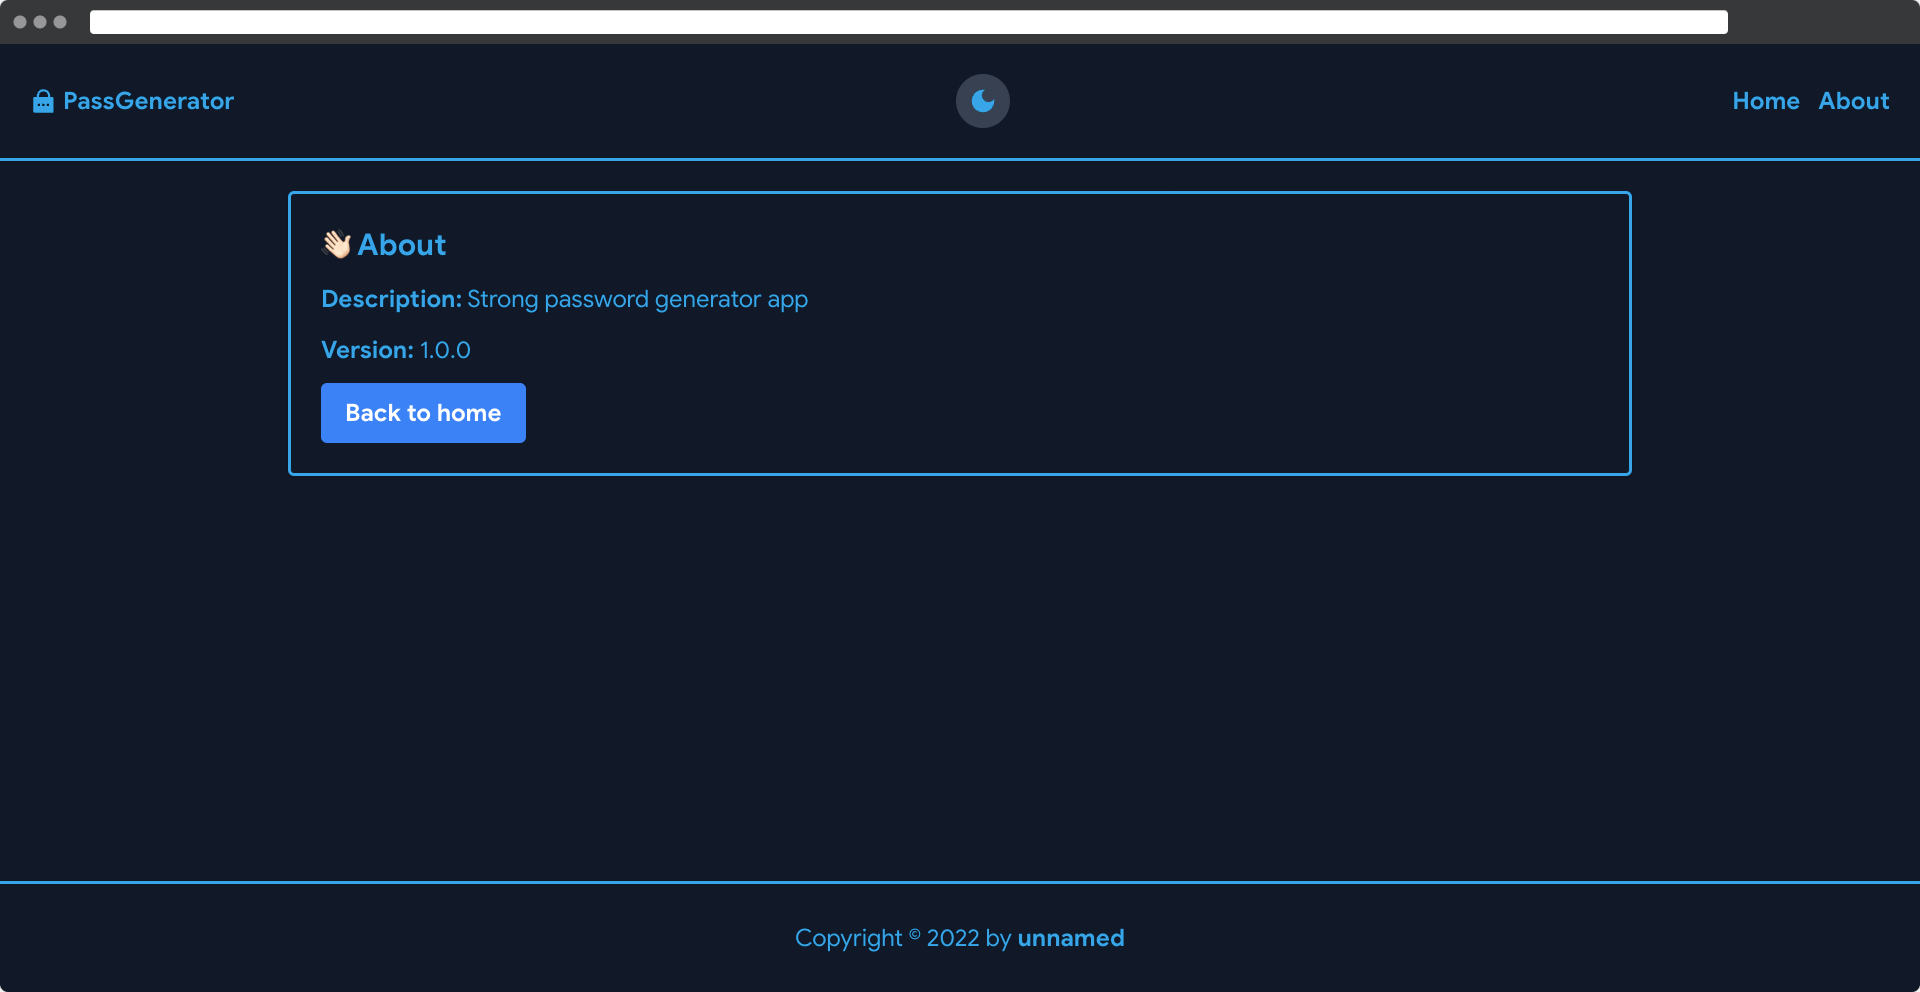 PassGenerator
Home About
👋🏻 About
Description: Strong password generator app
Version: 1.0.0
Back to home
Copyright © 2022 by unnamed